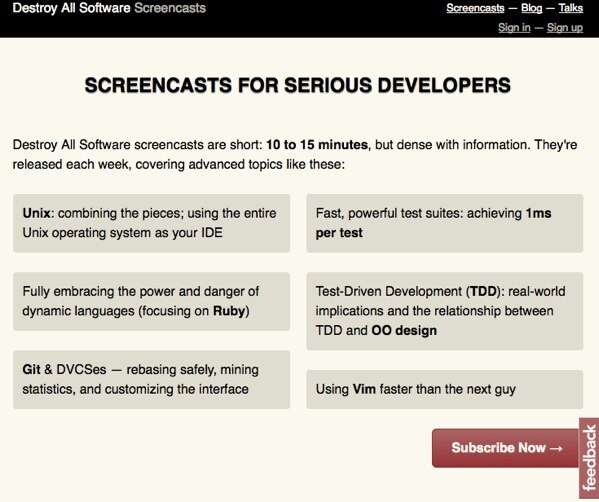 Destroy All Software Screencasts
Screencasts — Blog — Talks
Sign in — Sign up
SCREENCASTS FOR SERIOUS DEVELOPERS
Destroy All Software screencasts are short: 10 to 15 minutes, but dense with information. They're
released each week, covering advanced topics like these:
Unix: combining the pieces; using the entire
Unix operating system as your IDE
Fully embracing the power and danger of
dynamic languages (focusing on Ruby)
Git & DVCSes — rebasing safely, mining
statistics, and customizing the interface
Fast, powerful test suites: achieving 1ms
per test
Test-Driven Development (TDD): real-world
implications and the relationship between
TDD and OO design
Using Vim faster than the next guy
Subscribe Now →
feedback